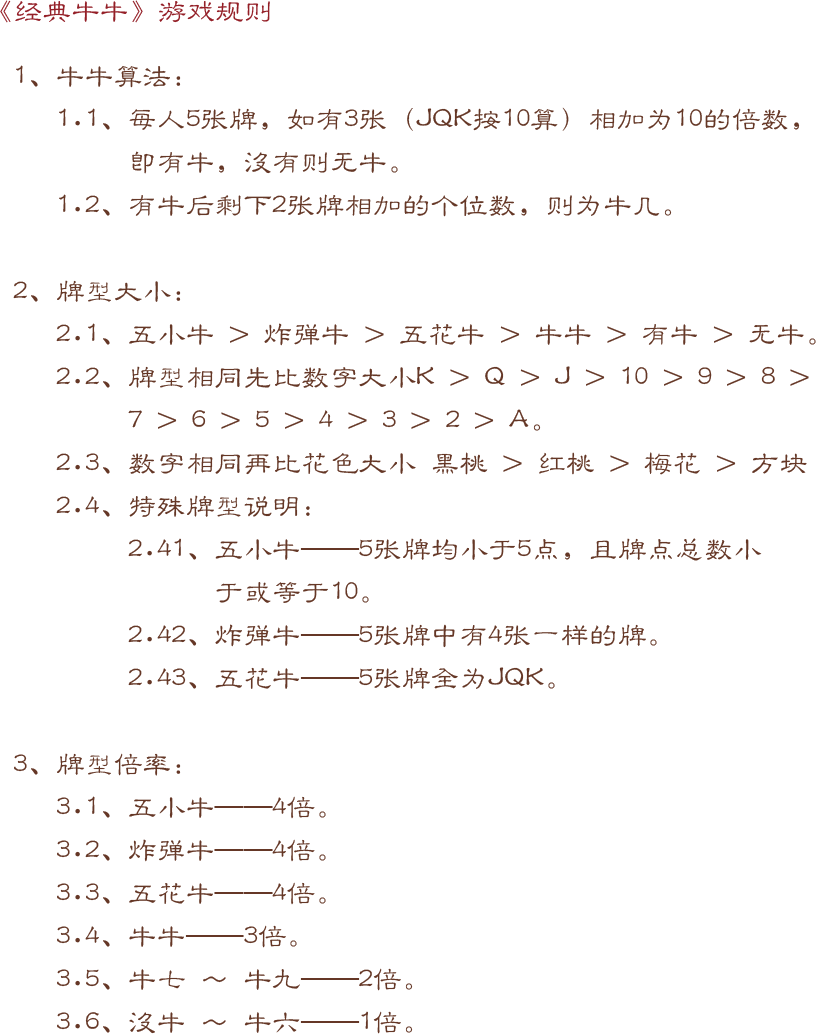 《经典牛牛》游戏规则
1、牛牛算法：
1.1、每人5张牌，如有3张（JQK按10算）相加为10的倍数，
即有牛，没有则无牛。
1.2、有牛后剩下2张牌相加的个位数，则为牛几。
2、牌型大小：
2.1、五小牛 > 炸弹牛 > 五花牛 > 牛牛 > 有牛 > 无牛。
2.2、牌型相同先比数字大小K > Q > J > 10 > 9 > 8 >
7 > 6 > 5 > 4 > 3 > 2 > A。
2.3、数字相同再比花色大小 黑桃 > 红桃 > 梅花 > 方块
2.4、特殊牌型说明：
2.41、五小牛——5张牌均小于5点，且牌点总数小
于或等于10。
2.42、炸弹牛——5张牌中有4张一样的牌。
2.43、五花牛——5张牌全为JQK。
3、牌型倍率：
3.1、五小牛——4倍。
3.2、炸弹牛——4倍。
3.3、五花牛——4倍。
3.4、牛牛——3倍。
3.5、牛七 ～ 牛九——2倍。
3.6、没牛 ～ 牛六——1倍。